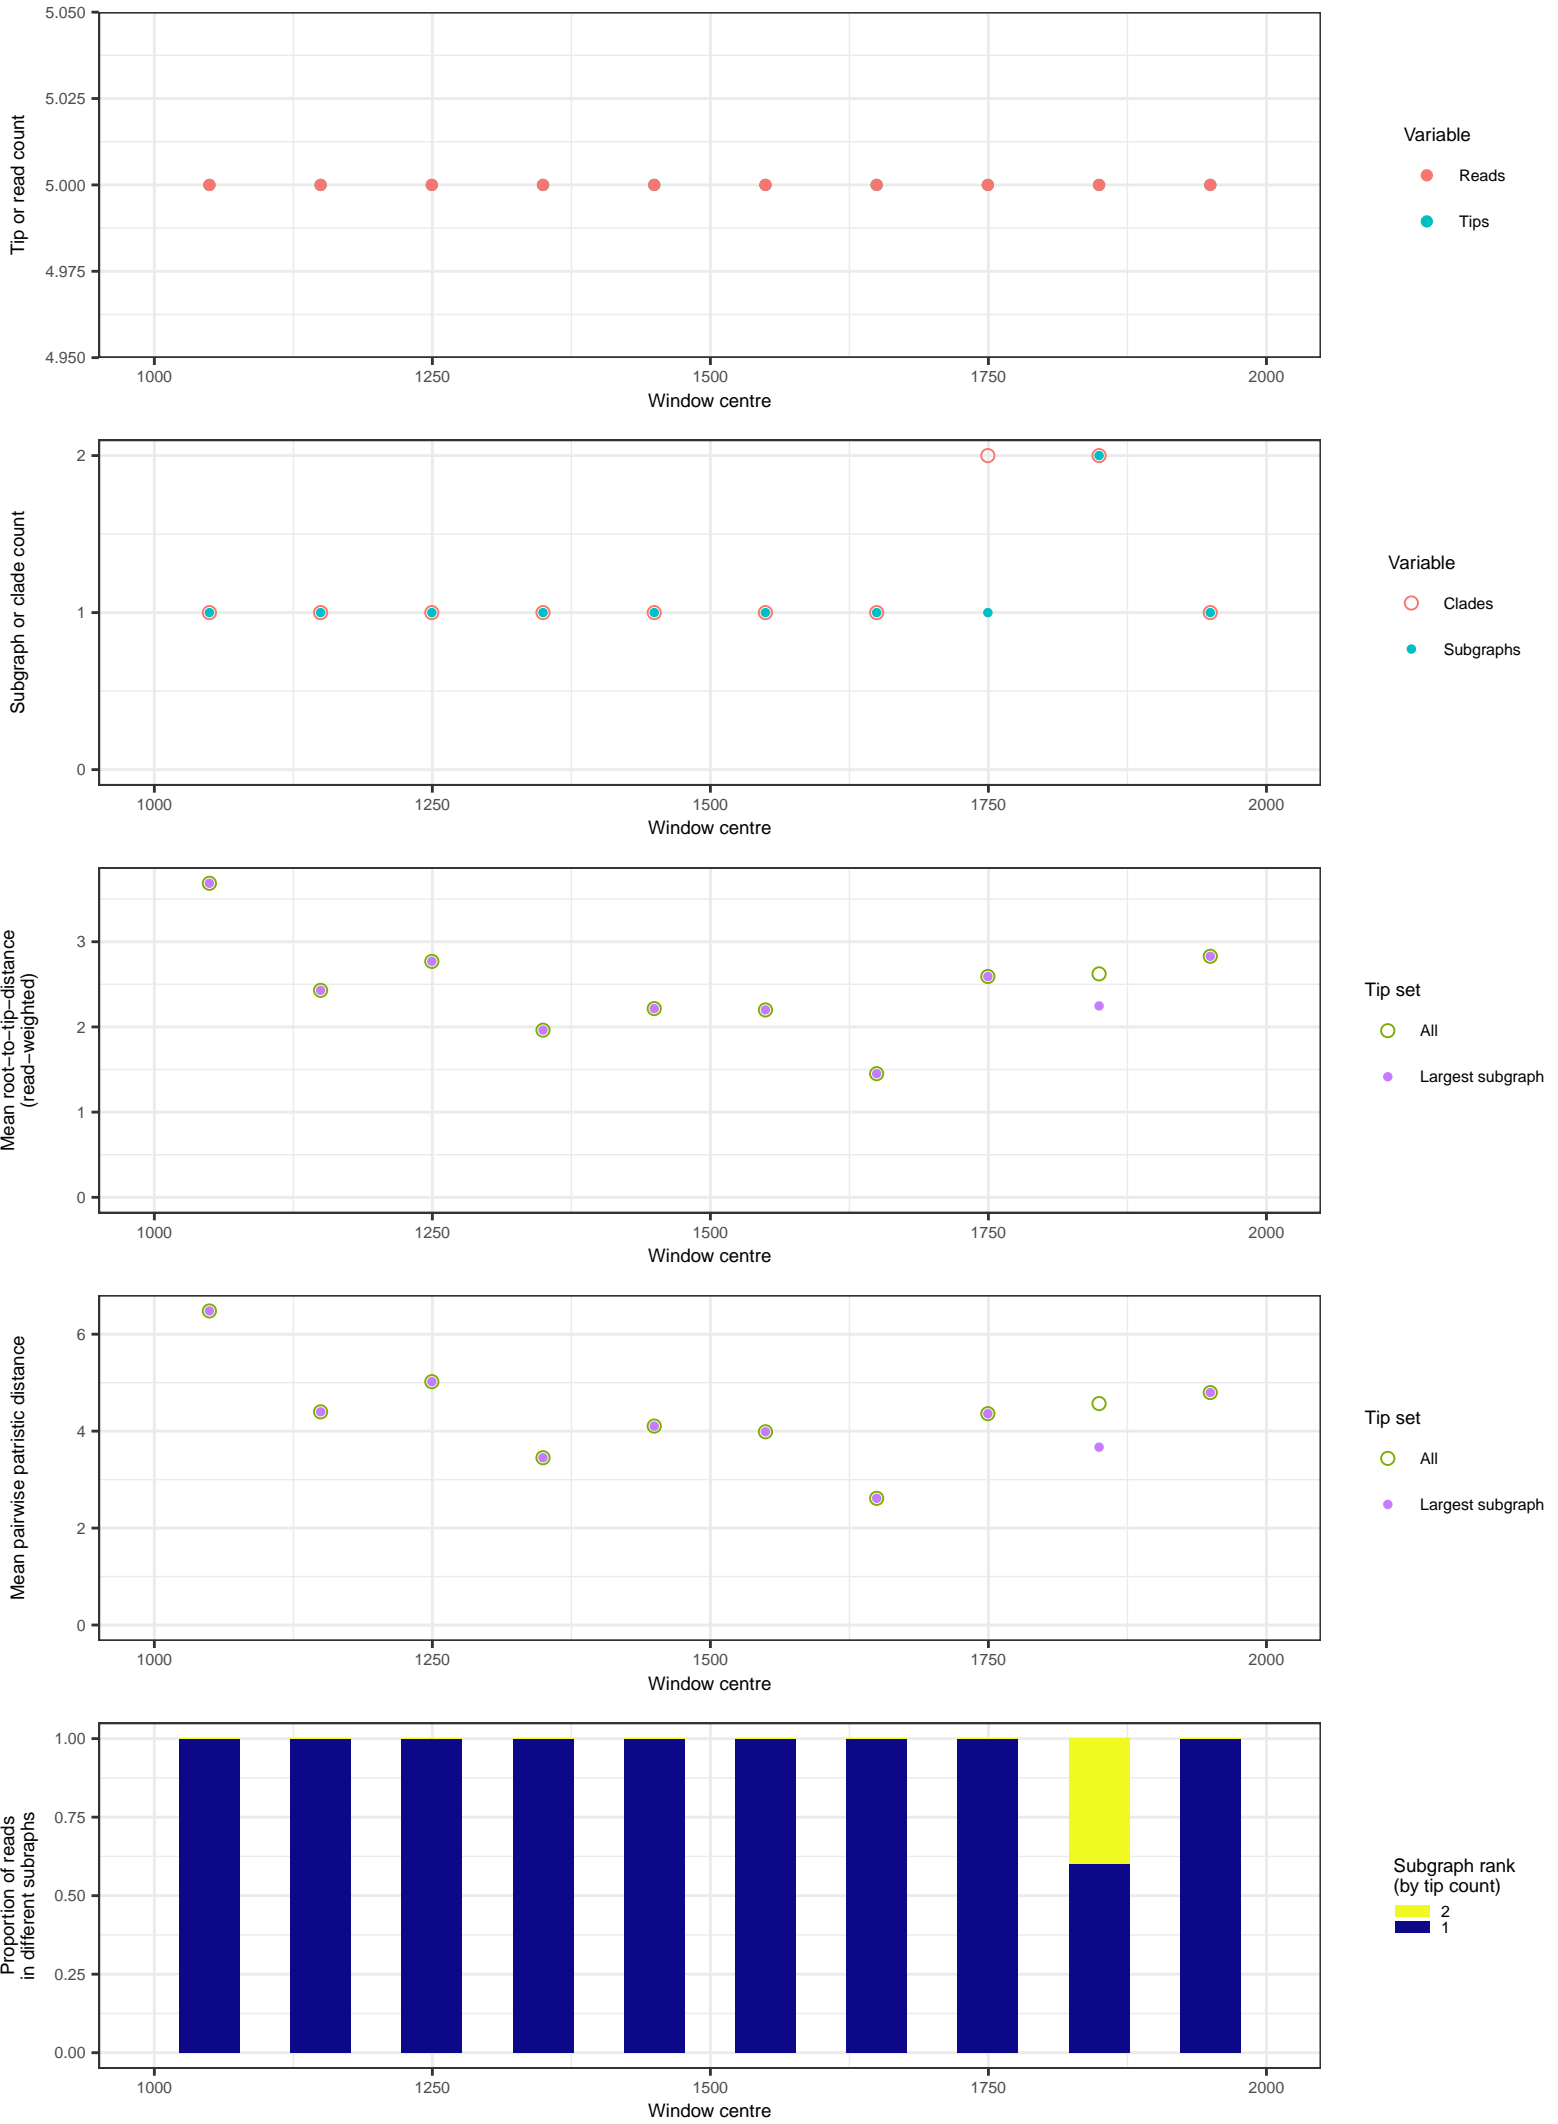 5.050
5.025
5.000
4.975
4.950
Tip or read count
1000 1250 1500 1750 2000
Window centre
Variable
Reads
Tips
2
1
0
Subgraph or clade count
1000 1250 1500 1750 2000
Window centre
Variable
Clades
Subgraphs
3
2
1
0
Mean root−to−tip−distance
(read−weighted)
1000 1250 1500 1750 2000
Window centre
Tip set
All
Largest subgraph
6
4
2
0
Mean pairwise patristic distance
1000 1250 1500 1750 2000
Window centre
Tip set
All
Largest subgraph
1.00
0.75
0.50
0.25
0.00
Proportion of reads
in different subraphs
1000 1250 1500 1750 2000
Window centre
Subgraph rank
(by tip count)
2
1